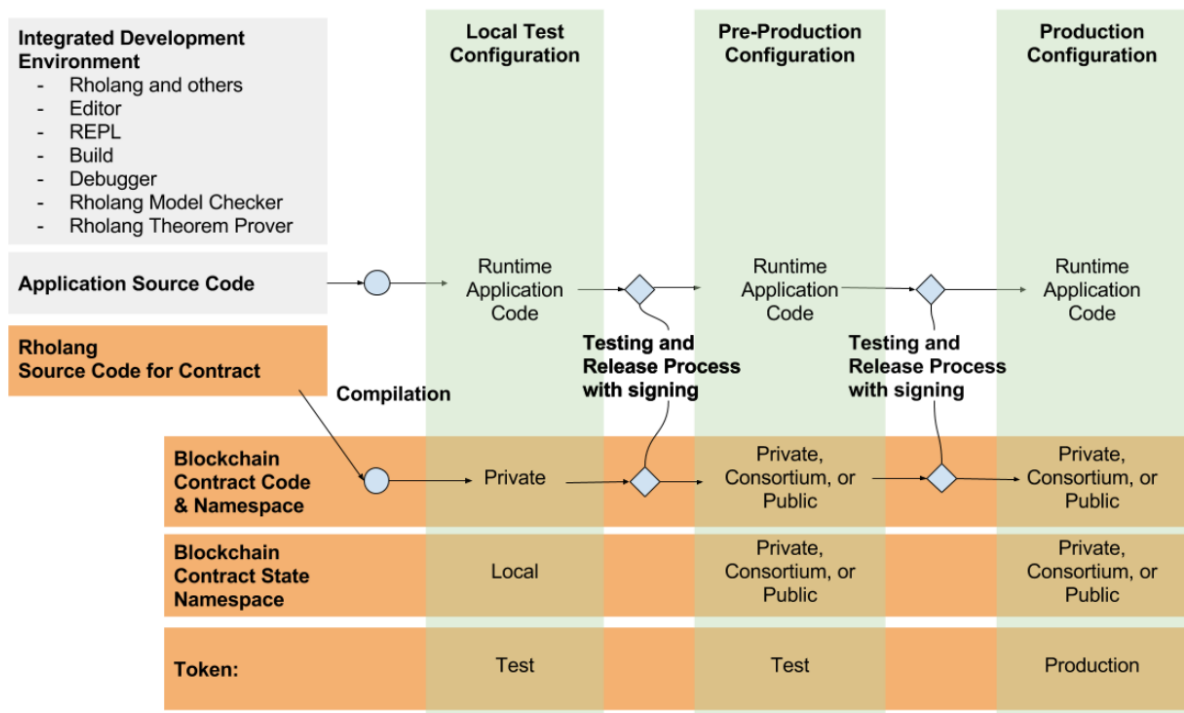 Integrated Development
Environment
- Rholang and others
- Editor
- REPL
- Build
- Debugger
- Rholang Model Checker
- Rholang Theorem Prover
Local Test
Configuration
Pre-Production
Configuration
Production
Configuration
Application Source Code
Runtime
Application
Code
Runtime
Application
Code
Runtime
Application
Code
Rholang
Source Code for Contract
Compilation
Testing and
Release Process
with signing
Testing and
Release Process
with signing
Blockchain
Contract Code
& Namespace
Private
Private,
Consortium, or
Public
Private,
Consortium, or
Public
Blockchain
Contract State
Namespace
Local
Private,
Consortium, or
Public
Private,
Consortium, or
Public
Token:
Test
Test
Production